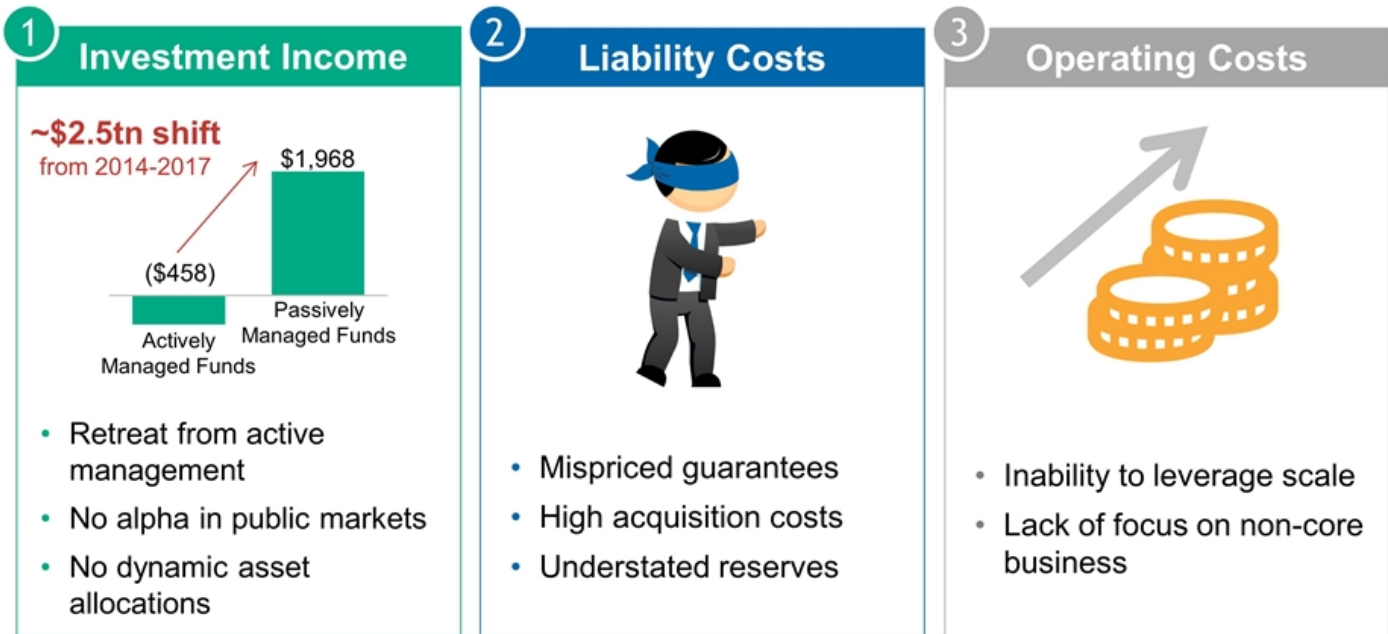 1
Investment Income
~$2.5tn shift
from 2014-2017
$1,968
($458)
Actively
Managed Funds
Passively
Managed Funds
• Retreat from active
management
• No alpha in public markets
• No dynamic asset
allocations
2
Liability Costs
• Mispriced guarantees
• High acquisition costs
• Understated reserves
3
Operating Costs
• Inability to leverage scale
• Lack of focus on non-core
business